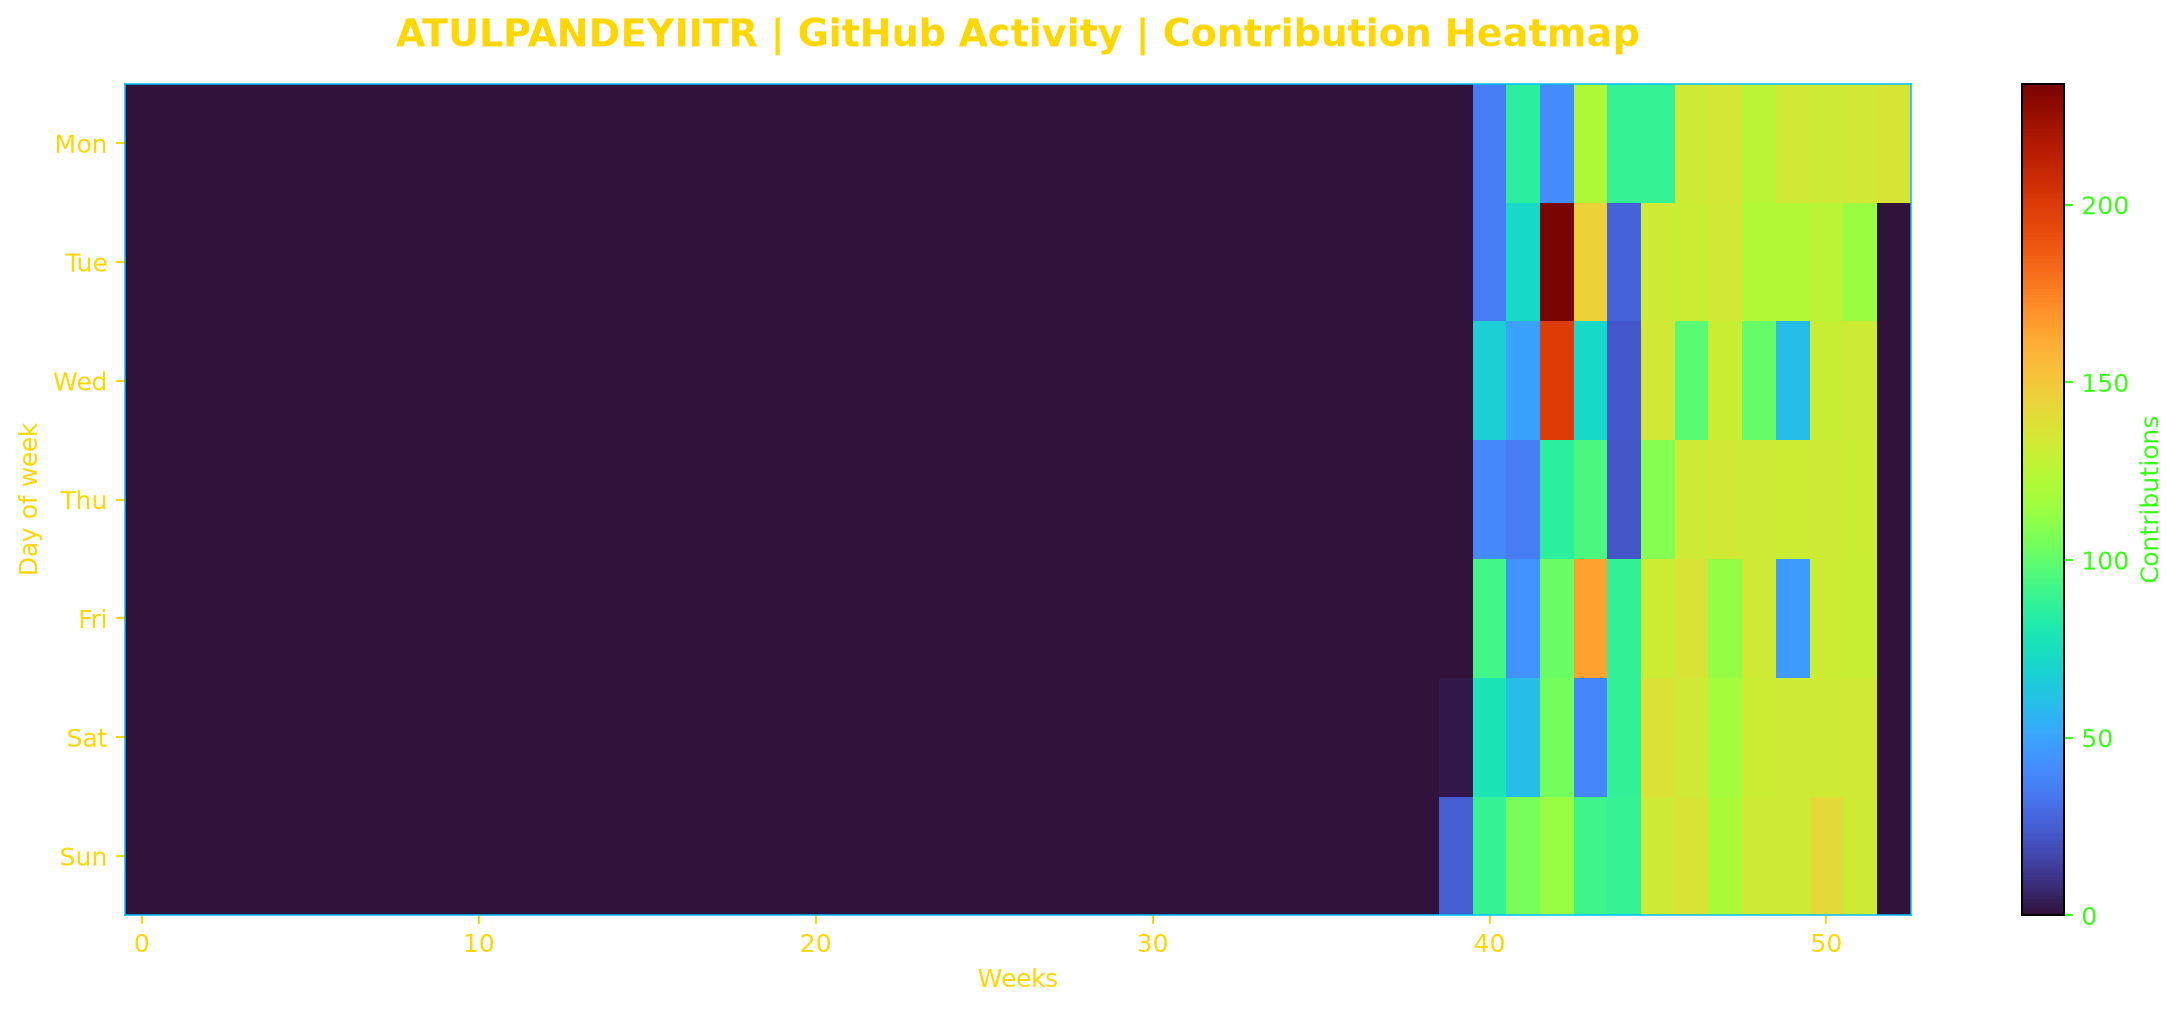 ATULPANDEYIITR | GitHub Activity | Contribution Heatmap
Day of week
Mon
Tue
Wed
Thu
Fri
Sat
Sun
0 10 20 30 40 50
Weeks
200
150
100
50
0
Contributions